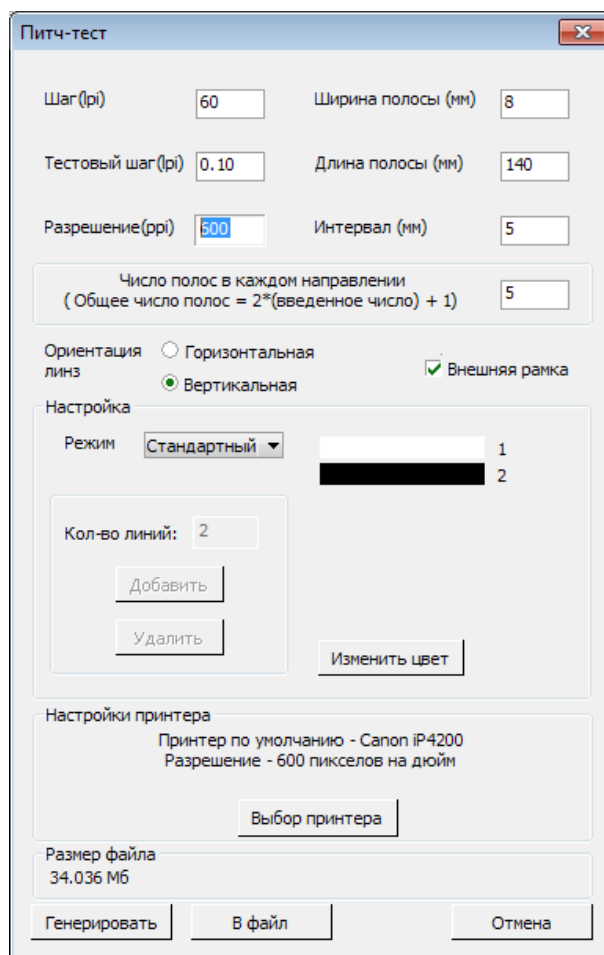 Питч-тест
Шаг(lpi) 60 Ширина полосы (мм) 8
Тестовый шаг(lpi) 0.10 Длина полосы (мм) 140
Разрешение(ppi) 600 Интервал (мм) 5
Число полос в каждом направлении
( Общее число полос = 2*(введенное число) + 1) 5
Ориентация линз
Горизонтальная
Вертикальная
Внешняя рамка
Настройка
Режим Стандартный 1
2
Кол-во линий: 2
Добавить
Удалить
Изменить цвет
Настройки принтера
Принтер по умолчанию - Canon iP4200
Разрешение - 600 пикселов на дюйм
Выбор принтера
Размер файла
34.036 Мб
Генерировать В файл Отмена